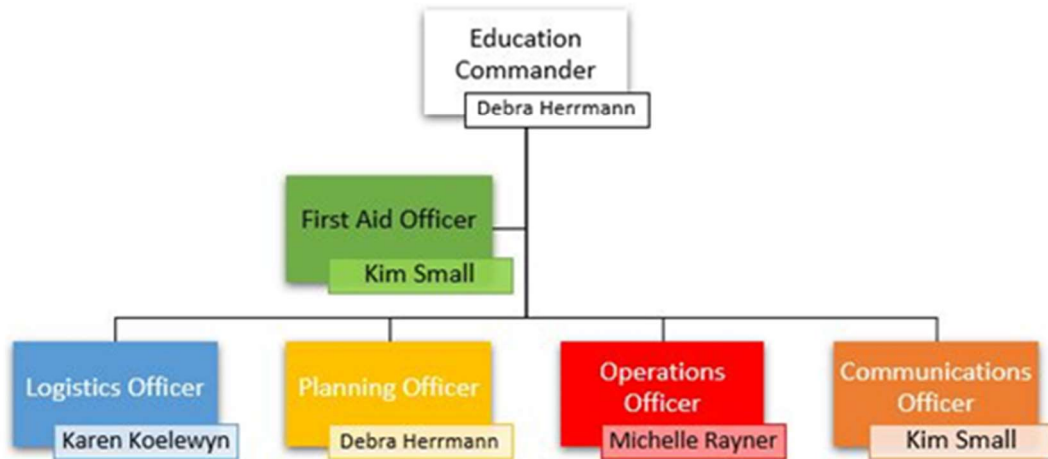 Education
Commander
Debra Herrmann
First Aid Officer
Kim Small
Logistics Officer
Karen Koelewyn
Planning Officer
Debra Herrmann
Operations
Officer
Michelle Rayner
Communications
Officer
Kim Small